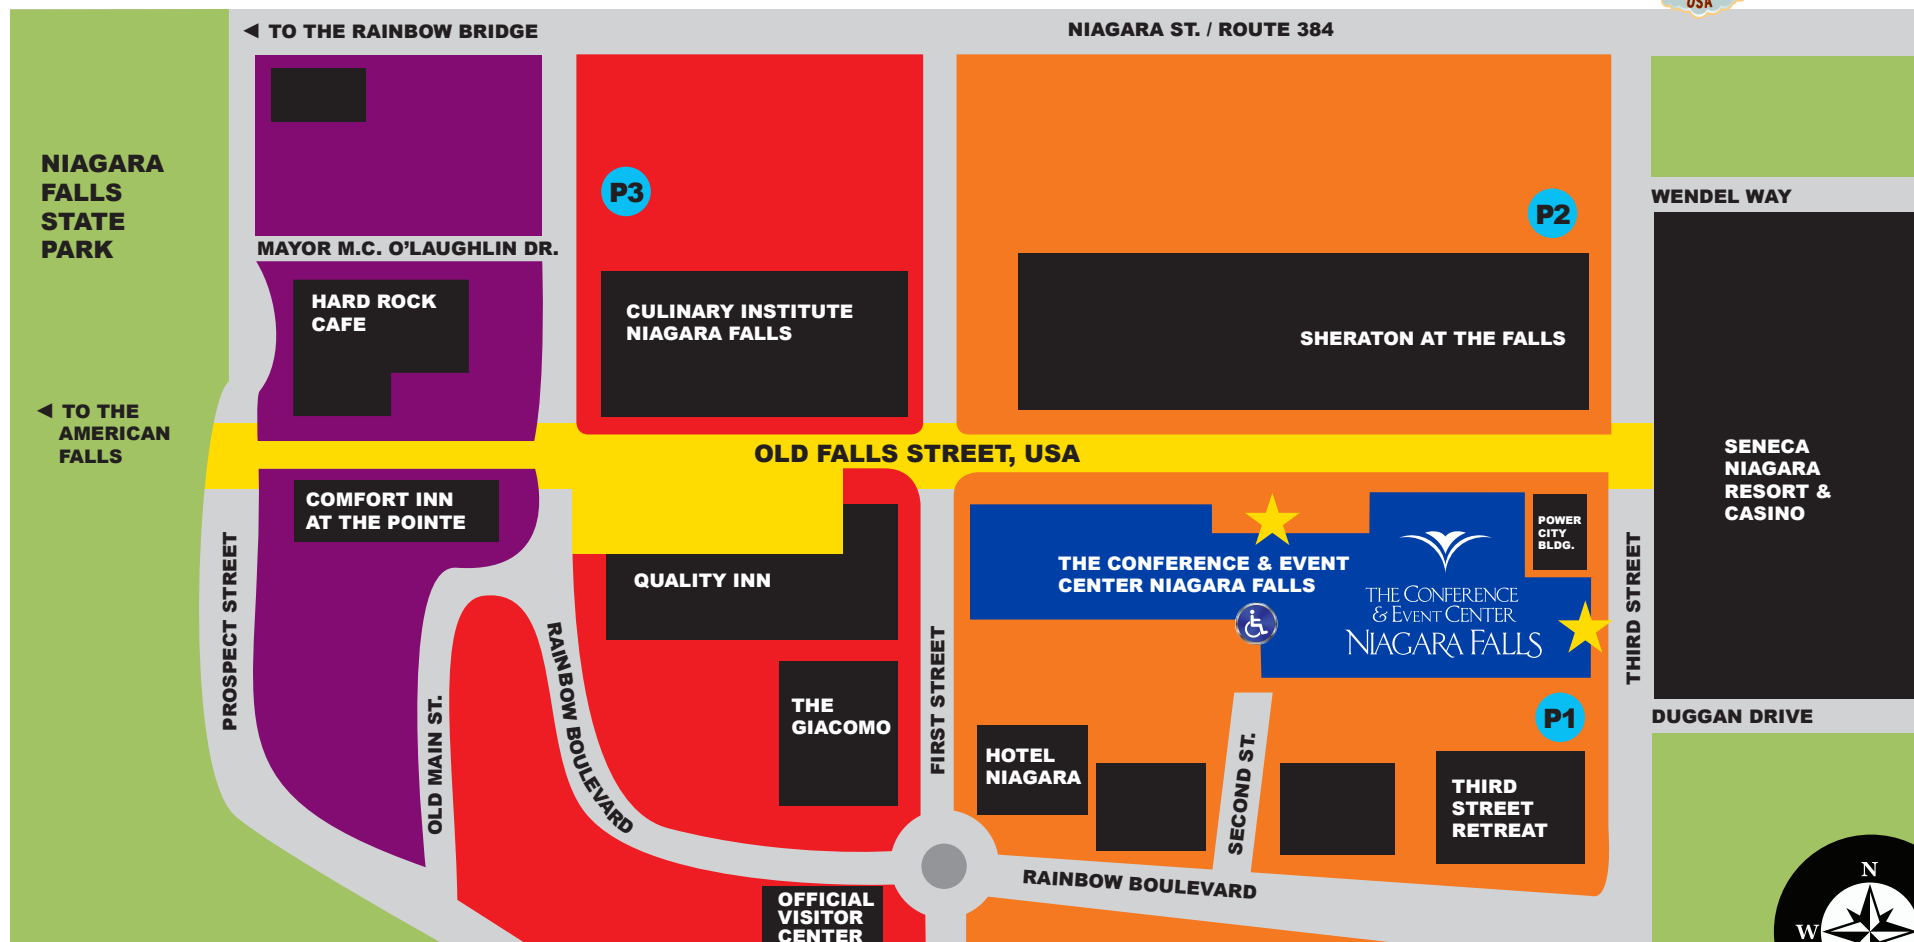 USA
◄ TO THE RAINBOW BRIDGE
NIAGARA ST. / ROUTE 384
NIAGARA
FALLS
STATE
PARK
P3
P2
WENDEL WAY
MAYOR M.C. O'LAUGHLIN DR.
HARD ROCK
CAFE
CULINARY INSTITUTE
NIAGARA FALLS
SHERATON AT THE FALLS
◄ TO THE
AMERICAN
FALLS
OLD FALLS STREET, USA
SENECA
NIAGARA
RESORT &
CASINO
COMFORT INN
AT THE POINTE
POWER
CITY
BLDG.
QUALITY INN
THE CONFERENCE & EVENT
CENTER NIAGARA FALLS
THE CONFERENCE
& EVENT CENTER
NIAGARA FALLS
PROSPECT STREET
OLD MAIN ST.
RAINBOW BOULEVARD
FIRST STREET
THIRD STREET
THE
GIACOMO
P1
DUGGAN DRIVE
HOTEL
NIAGARA
SECOND ST.
THIRD
STREET
RETREAT
RAINBOW BOULEVARD
OFFICIAL
VISITOR
CENTER
N
W